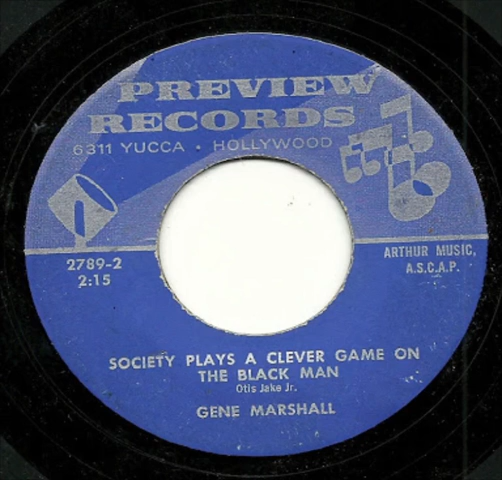 PREVIEW
RECORDS
6311 YUCCA • HOLLYWOOD
2789-2
2:15
ARTHUR MUSIC,
A.S.C.A.P.
SOCIETY PLAYS A CLEVER GAME ON
THE BLACK MAN
Otis Jake Jr.
GENE MARSHALL